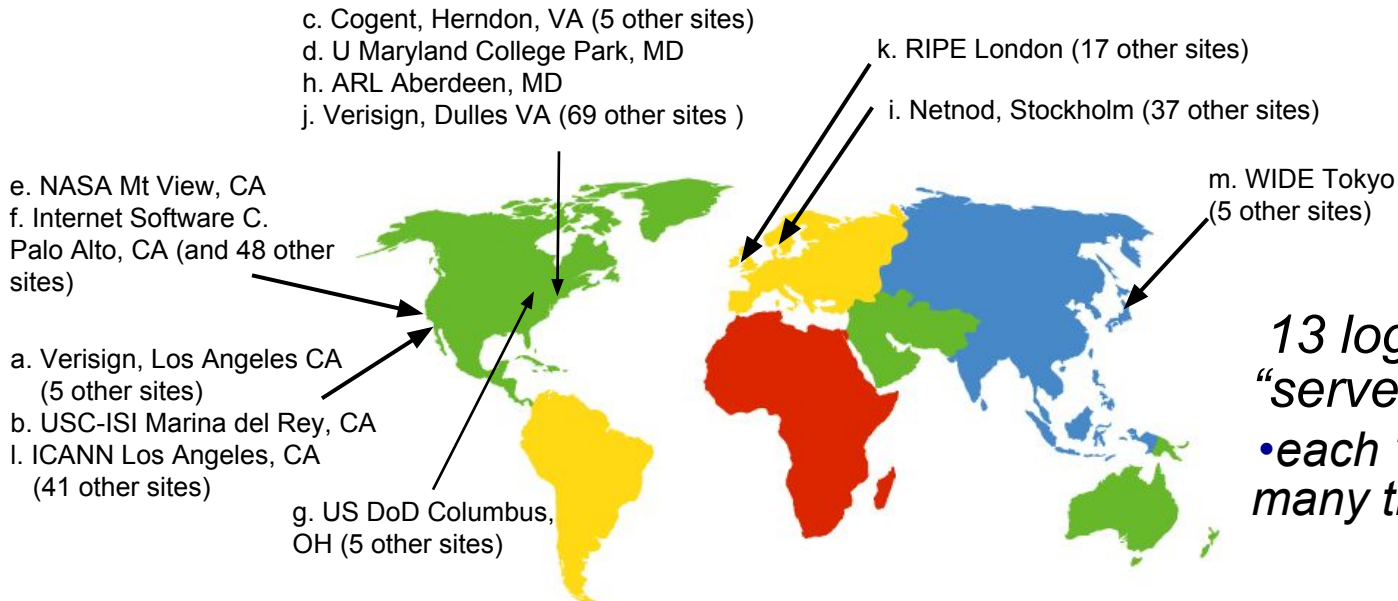 c. Cogent, Herndon, VA (5 other sites)
d. U Maryland College Park, MD
h. ARL Aberdeen, MD
j. Verisign, Dulles VA (69 other sites )
k. RIPE London (17 other sites)
i. Netnod, Stockholm (37 other sites)
m. WIDE Tokyo
(5 other sites)
e. NASA Mt View, CA
f. Internet Software C.
Palo Alto, CA (and 48 other
sites)
a. Verisign, Los Angeles CA
(5 other sites)
b. USC-ISI Marina del Rey, CA
l. ICANN Los Angeles, CA
(41 other sites)
g. US DoD Columbus,
OH (5 other sites)
13
•each
many